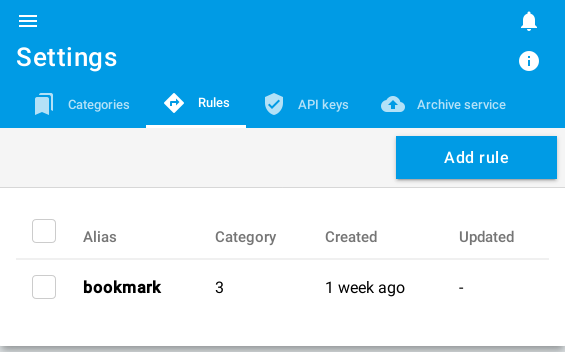 Settings
Categories Rules API keys Archive service
Add rule
Alias Category Created Updated
bookmark 3 1 week ago -